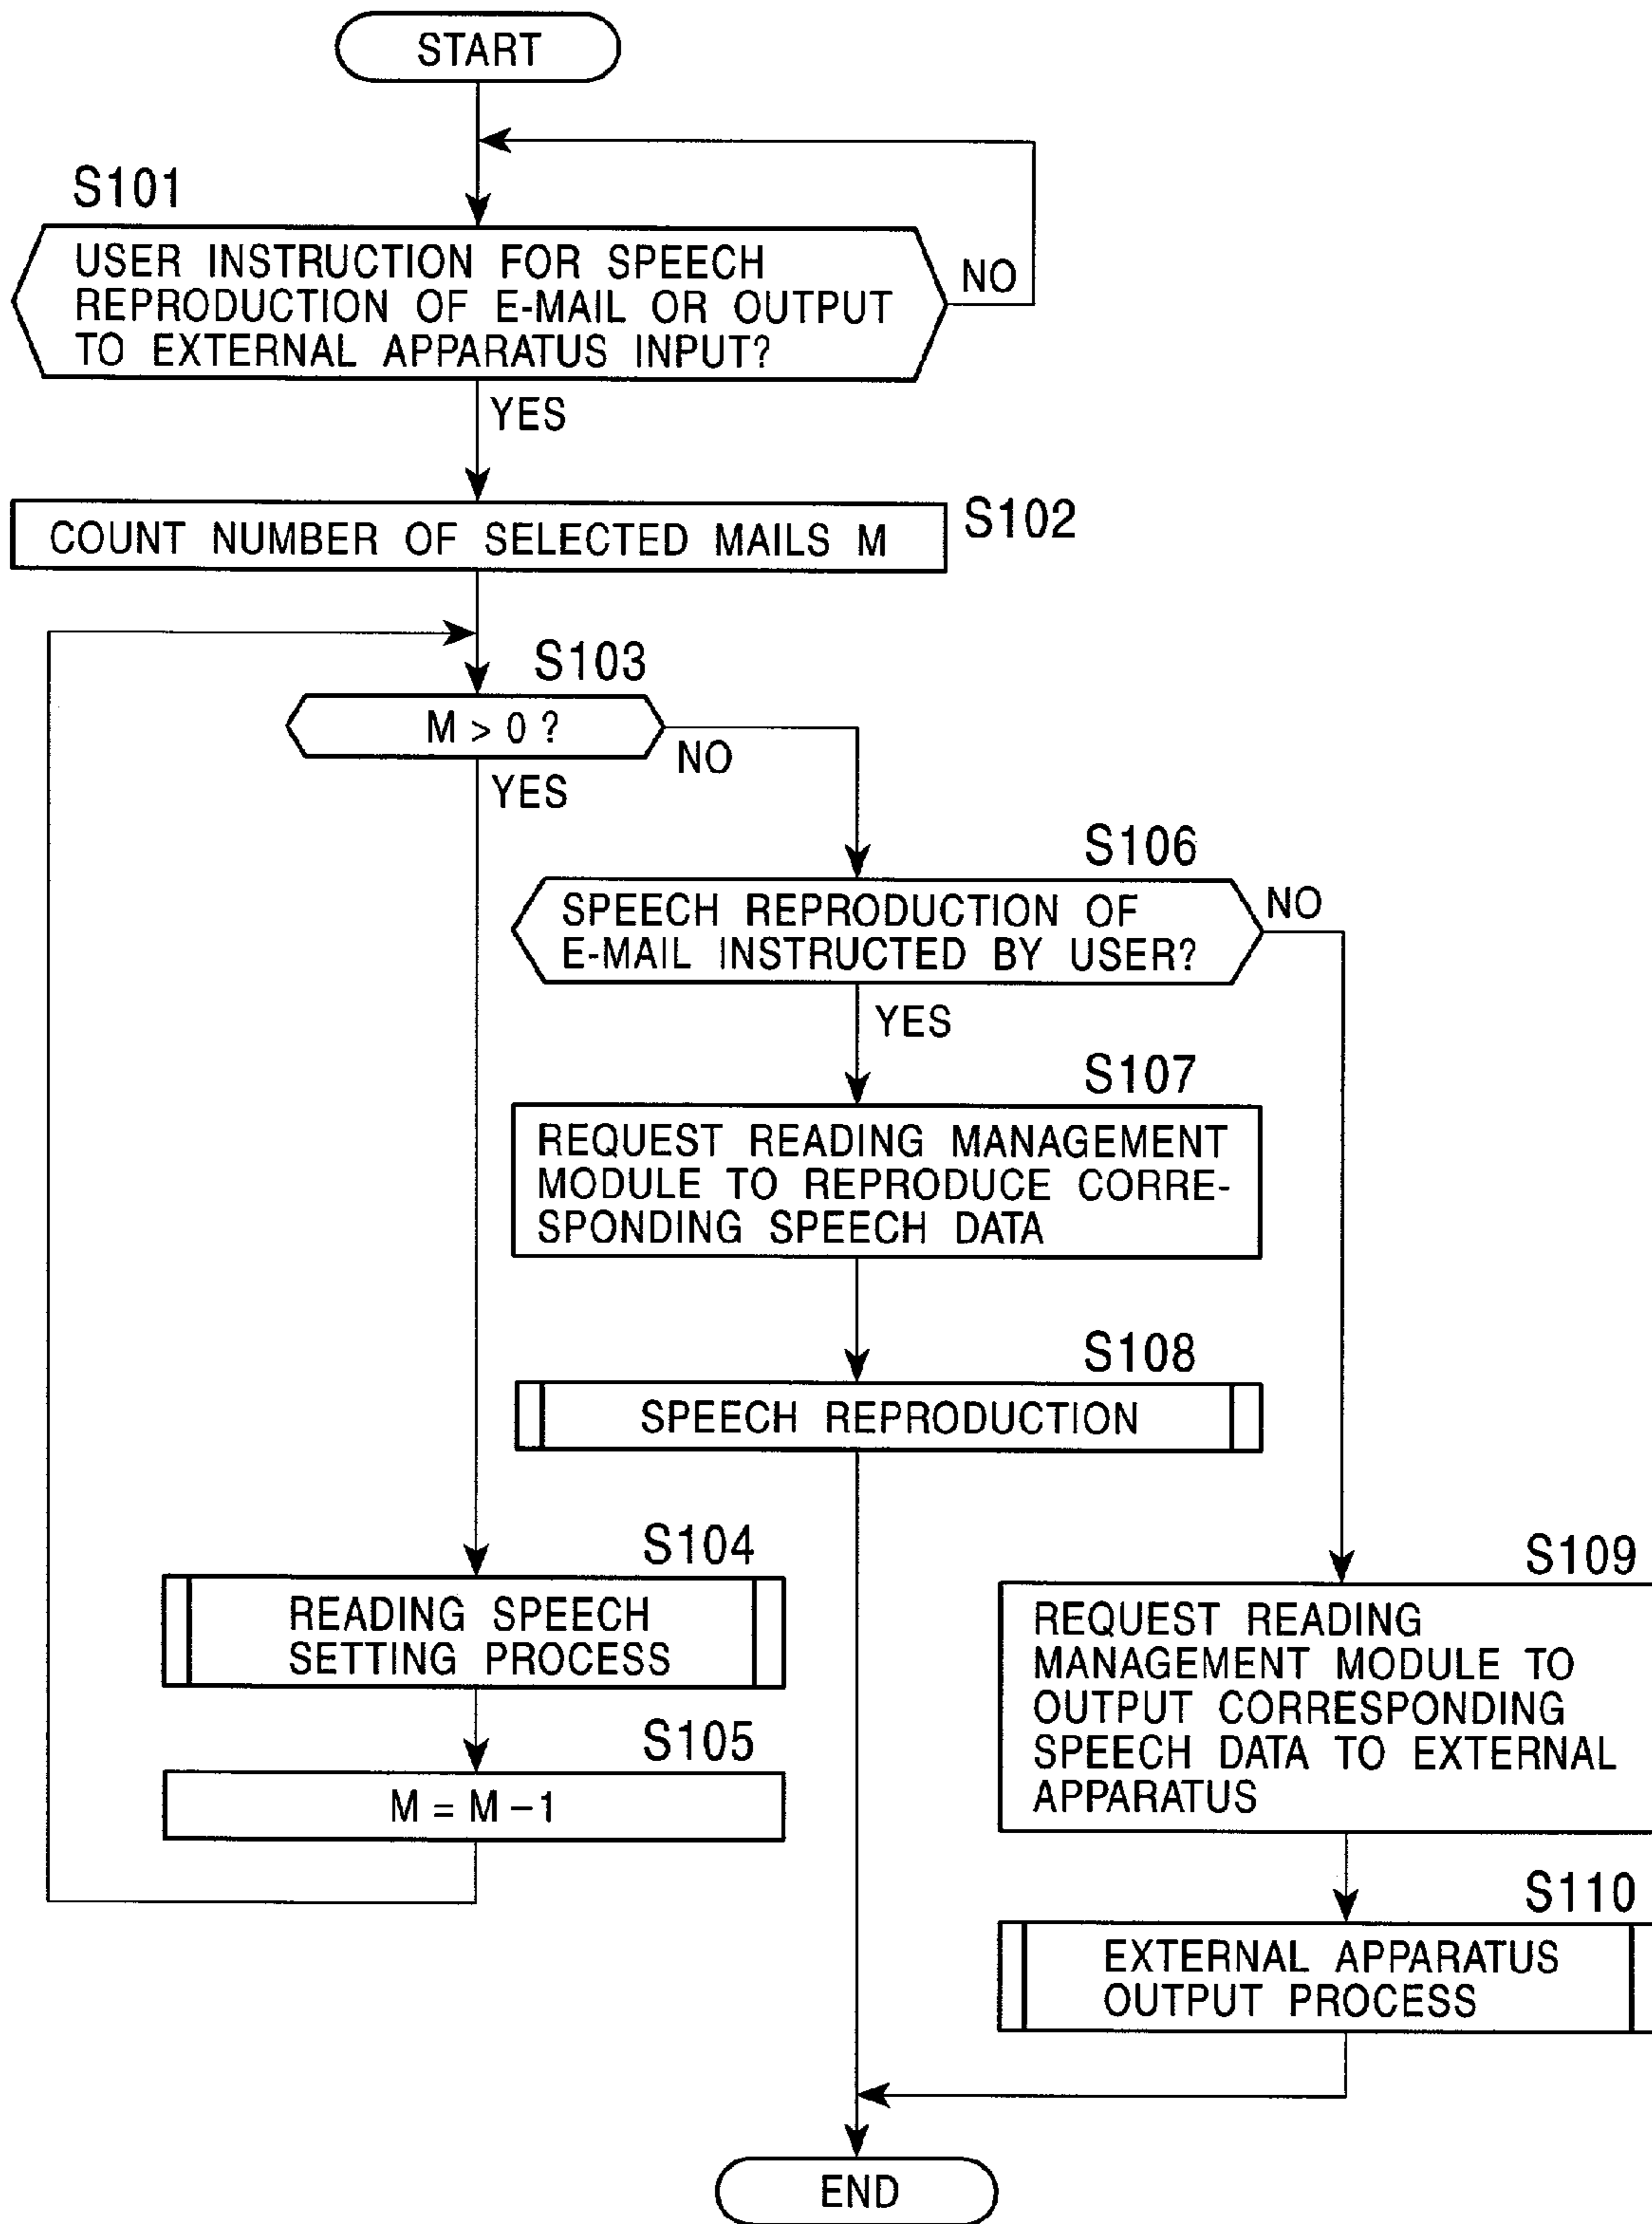 START
S101
USER INSTRUCTION FOR SPEECH
REPRODUCTION OF E-MAIL OR OUTPUT
TO EXTERNAL APPARATUS INPUT?
NO
YES
COUNT NUMBER OF SELECTED MAILS M
S102
S103
M > 0 ?
NO
YES
S106
SPEECH REPRODUCTION OF
E-MAIL INSTRUCTED BY USER?
NO
YES
S107
REQUEST READING MANAGEMENT
MODULE TO REPRODUCE CORRE-
SPONDING SPEECH DATA
S108
SPEECH REPRODUCTION
S104
READING SPEECH
SETTING PROCESS
S105
M = M – 1
S109
REQUEST READING
MANAGEMENT MODULE TO
OUTPUT CORRESPONDING
SPEECH DATA TO EXTERNAL
APPARATUS
S110
EXTERNAL APPARATUS
OUTPUT PROCESS
END